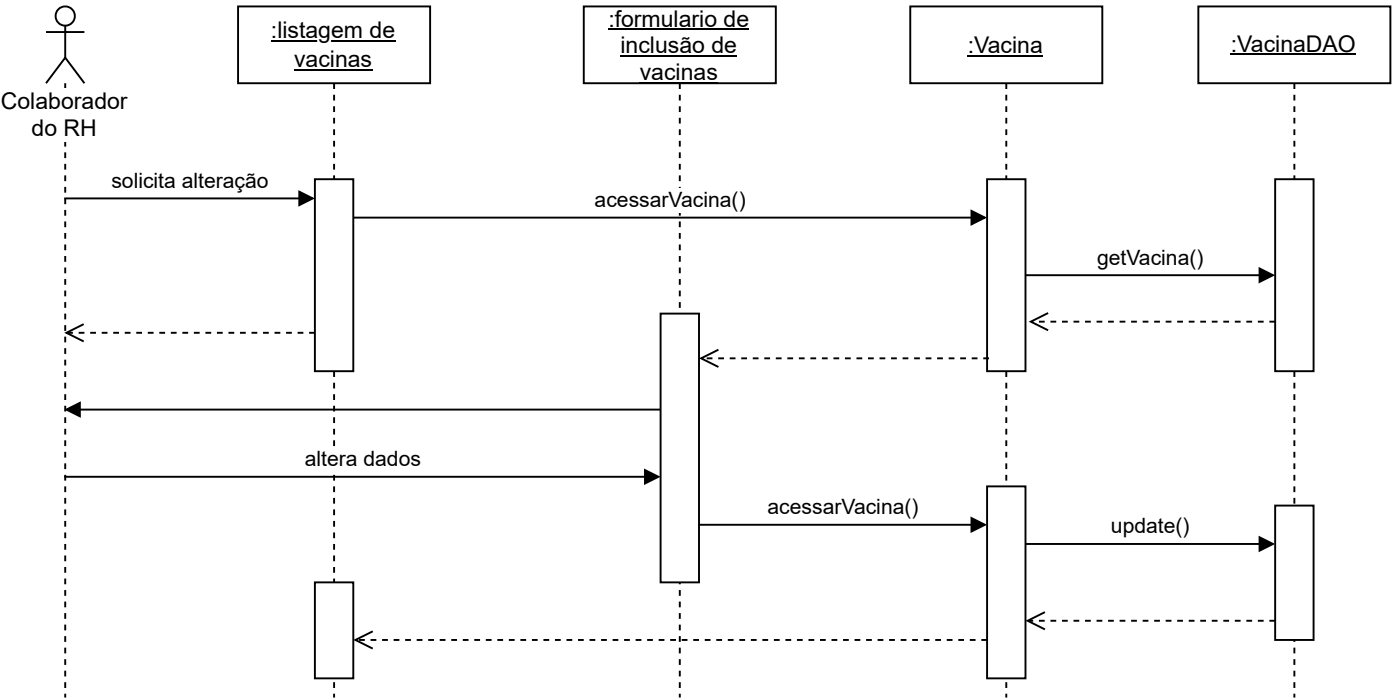 :listagem de
vacinas
:formulario de
inclusão de
vacinas
:Vacina
:VacinaDAO
Colaborador
do RH
solicita alteração
acessarVacina()
getVacina()
altera dados
acessarVacina()
update()